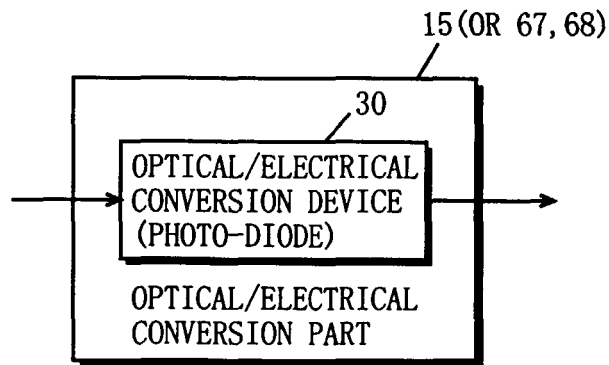 15(OR 67,68)
30
OPTICAL/ELECTRICAL
CONVERSION DEVICE
(PHOTO-DIODE)
OPTICAL/ELECTRICAL
CONVERSION PART